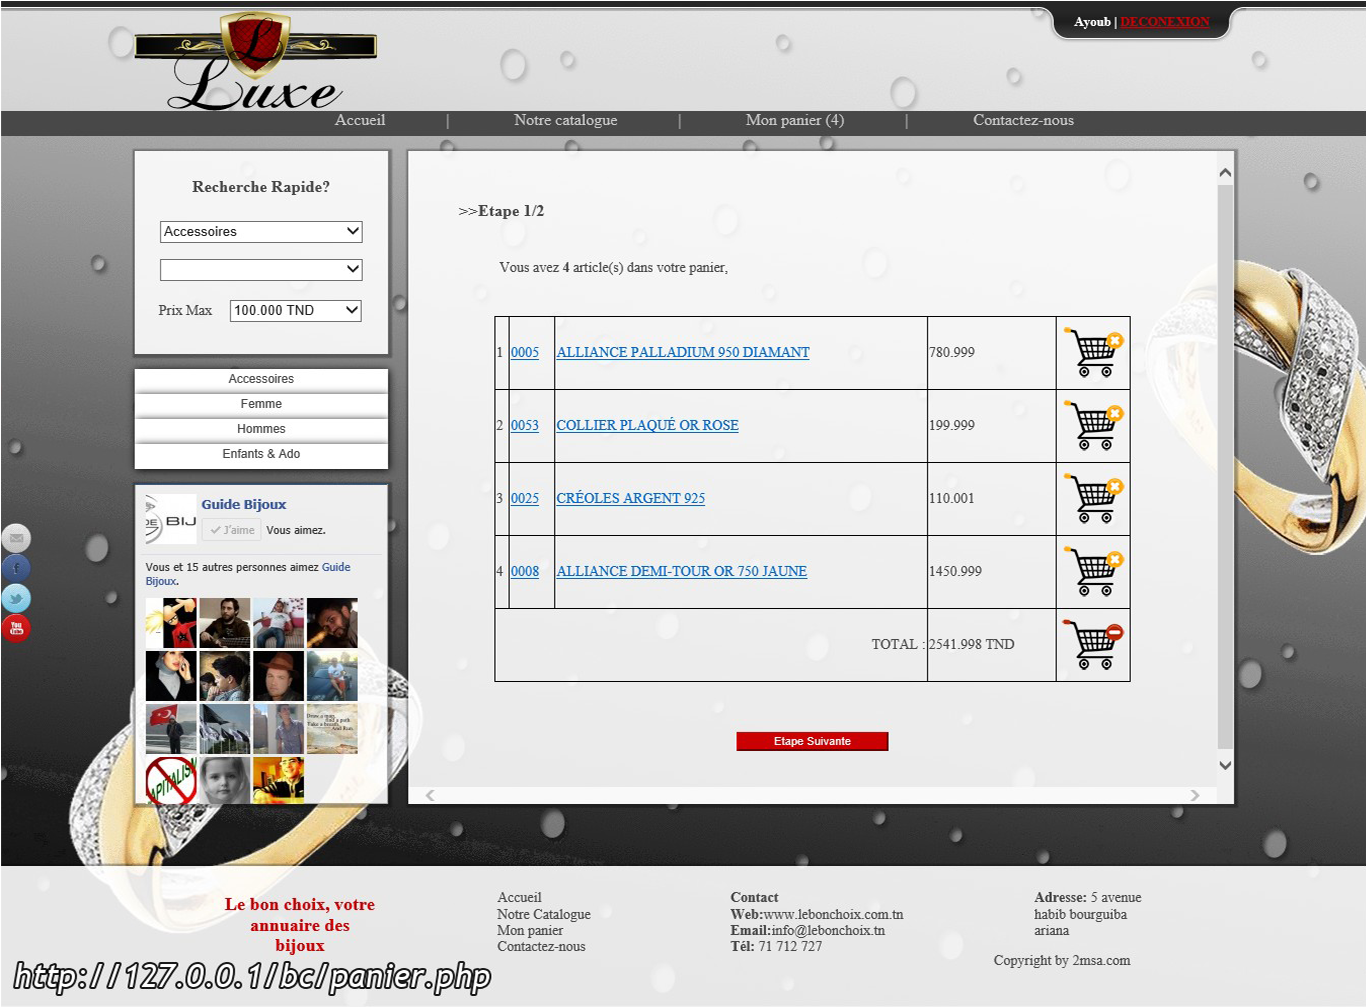 Ayoub | DECONEXION
L
Luxe
Accueil | Notre catalogue | Mon panier (4) | Contactez-nous
Recherche Rapide?
Accessoires
Prix Max 100.000 TND
Accessoires
Femme
Hommes
Enfants & Ado
Guide Bijoux
J'aime Vous aimez.
Vous et 15 autres personnes aimez Guide
Bijoux.
>>Etape 1/2
Vous avez 4 article(s) dans votre panier,
1 0005 ALLIANCE PALLADIUM 950 DIAMANT 780.999
2 0053 COLLIER PLAQUÉ OR ROSE 199.999
3 0025 CRÉOLES ARGENT 925 110.001
4 0008 ALLIANCE DEMI-TOUR OR 750 JAUNE 1450.999
TOTAL : 2541.998 TND
Etape Suivante
You
Tube
Le bon choix, votre
annuaire des
bijoux
Accueil
Notre Catalogue
Mon panier
Contactez-nous
Contact
Web:www.lebonchoix.com.tn
Email:info@lebonchoix.tn
Tél: 71 712 727
Adresse: 5 avenue
habib bourguiba
ariana
Copyright by 2msa.com
http://127.0.0.1/bc/panier.php